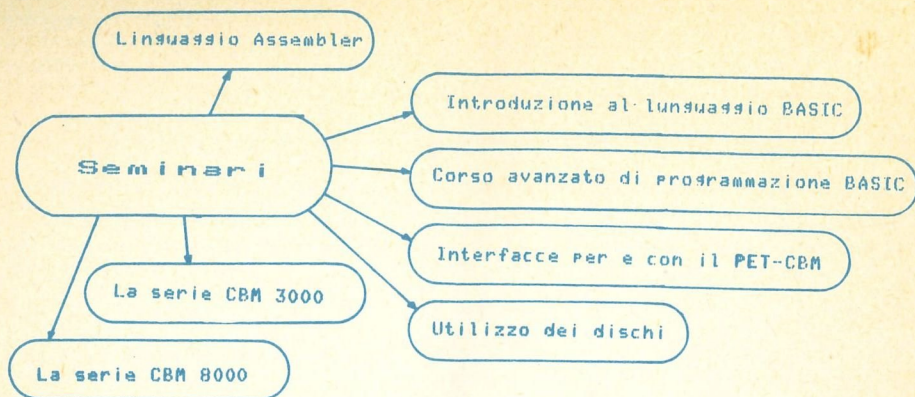 Linguaggio Assembler
Introduzione al lunguaggio BASIC
Seminari
Corso avanzato di programmazione BASIC
Interfacce per e con il PET-CBM
La serie CBM 3000
Utilizzo dei dischi
La serie CBM 8000